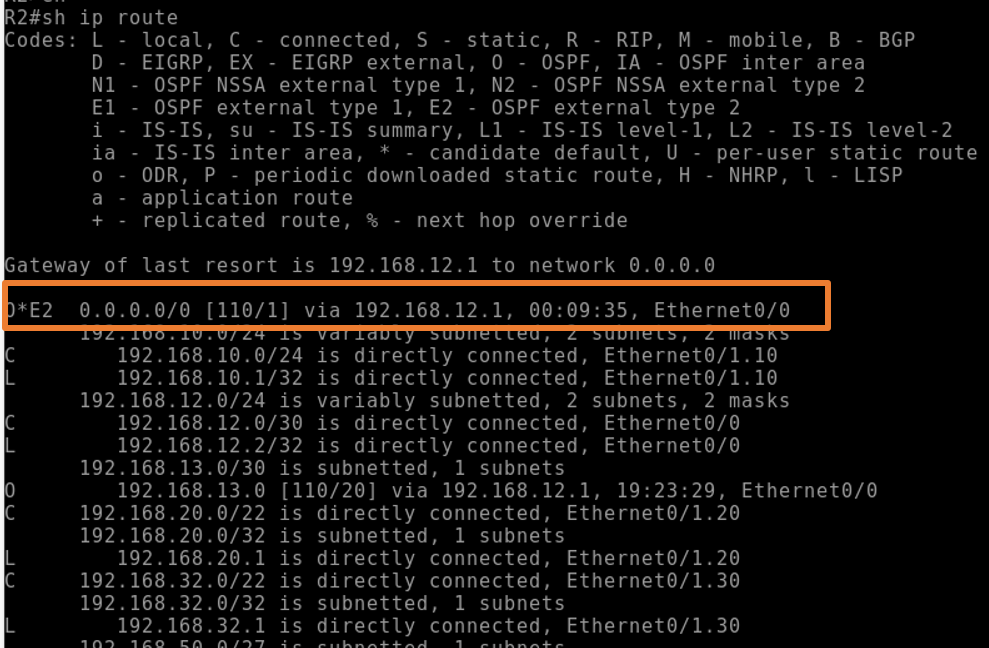 R2#sh ip route
Codes: L - local, C - connected, S - static, R - RIP, M - mobile, B - BGP
D - EIGRP, EX - EIGRP external, O - OSPF, IA - OSPF inter area
N1 - OSPF NSSA external type 1, N2 - OSPF NSSA external type 2
E1 - OSPF external type 1, E2 - OSPF external type 2
i - IS-IS, su - IS-IS summary, L1 - IS-IS level-1, L2 - IS-IS level-2
ia - IS-IS inter area, * - candidate default, U - per-user static route
o - ODR, P - periodic downloaded static route, H - NHRP, l - LISP
a - application route
+ - replicated route, % - next hop override
Gateway of last resort is 192.168.12.1 to network 0.0.0.0
O*E2 0.0.0.0/0 [110/1] via 192.168.12.1, 00:09:35, Ethernet0/0
192.168.10.0/24 is variably subnetted, 2 subnets, 2 masks
C 192.168.10.0/24 is directly connected, Ethernet0/1.10
L 192.168.10.1/32 is directly connected, Ethernet0/1.10
192.168.12.0/24 is variably subnetted, 2 subnets, 2 masks
C 192.168.12.0/30 is directly connected, Ethernet0/0
L 192.168.12.2/32 is directly connected, Ethernet0/0
192.168.13.0/30 is subnetted, 1 subnets
O 192.168.13.0 [110/20] via 192.168.12.1, 19:23:29, Ethernet0/0
C 192.168.20.0/22 is directly connected, Ethernet0/1.20
192.168.20.0/32 is subnetted, 1 subnets
L 192.168.20.1 is directly connected, Ethernet0/1.20
C 192.168.32.0/22 is directly connected, Ethernet0/1.30
192.168.32.0/32 is subnetted, 1 subnets
L 192.168.32.1 is directly connected, Ethernet0/1.30
192.168.50.0/27 is subnetted, 1 subnets